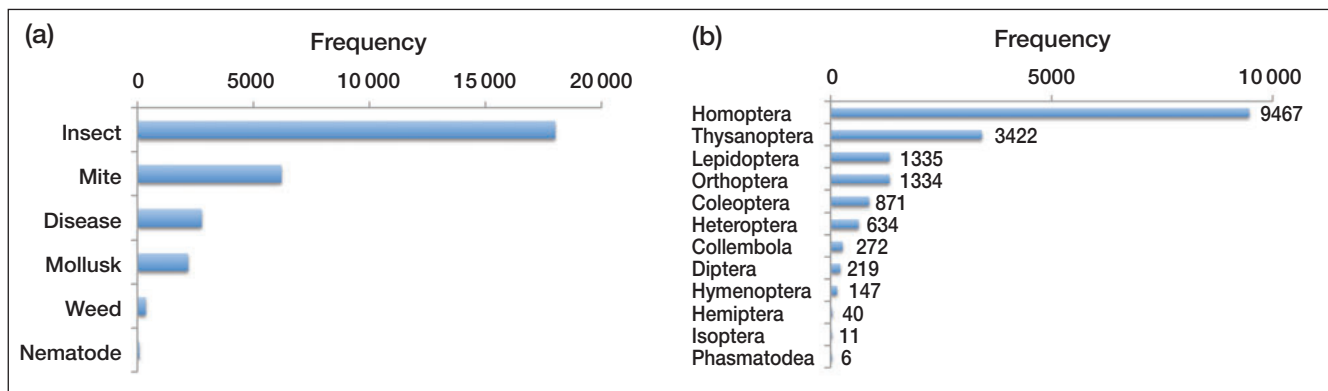 (a)
Frequency
0 5000 10 000 15 000 20 000
Insect
Mite
Disease
Mollusk
Weed
Nematode
(b)
Frequency
0 5000 10 000
Homoptera 9467
Thysanoptera 3422
Lepidoptera 1335
Orthoptera 1334
Coleoptera 871
Heteroptera 634
Collembola 272
Diptera 219
Hymenoptera 147
Hemiptera 40
Isoptera 11
Phasmatodea 6